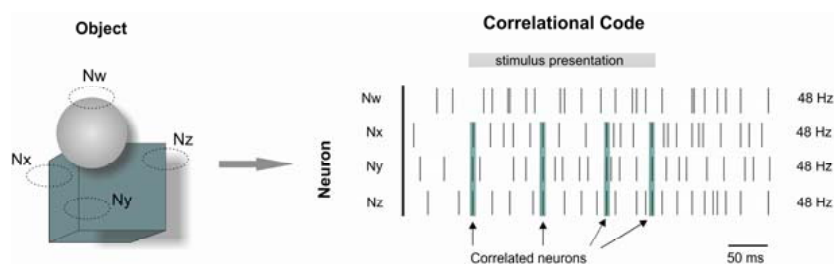 Object
Nw
Nx
Nz
Ny
Correlational Code
stimulus presentation
Neuron
Nw 48 Hz
Nx 48 Hz
Ny 48 Hz
Nz 48 Hz
Correlated neurons
50 ms